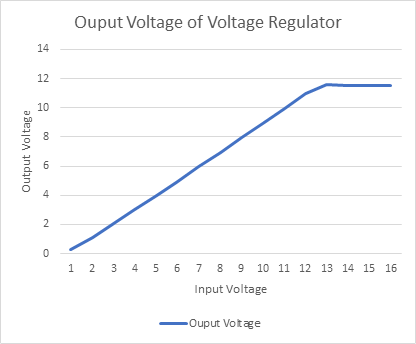 Ouput Voltage of Voltage Regulator
14
12
10
8
6
4
2
0
Output Voltage
1 2 3 4 5 6 7 8 9 10 11 12 13 14 15 16
Input Voltage
Ouput Voltage